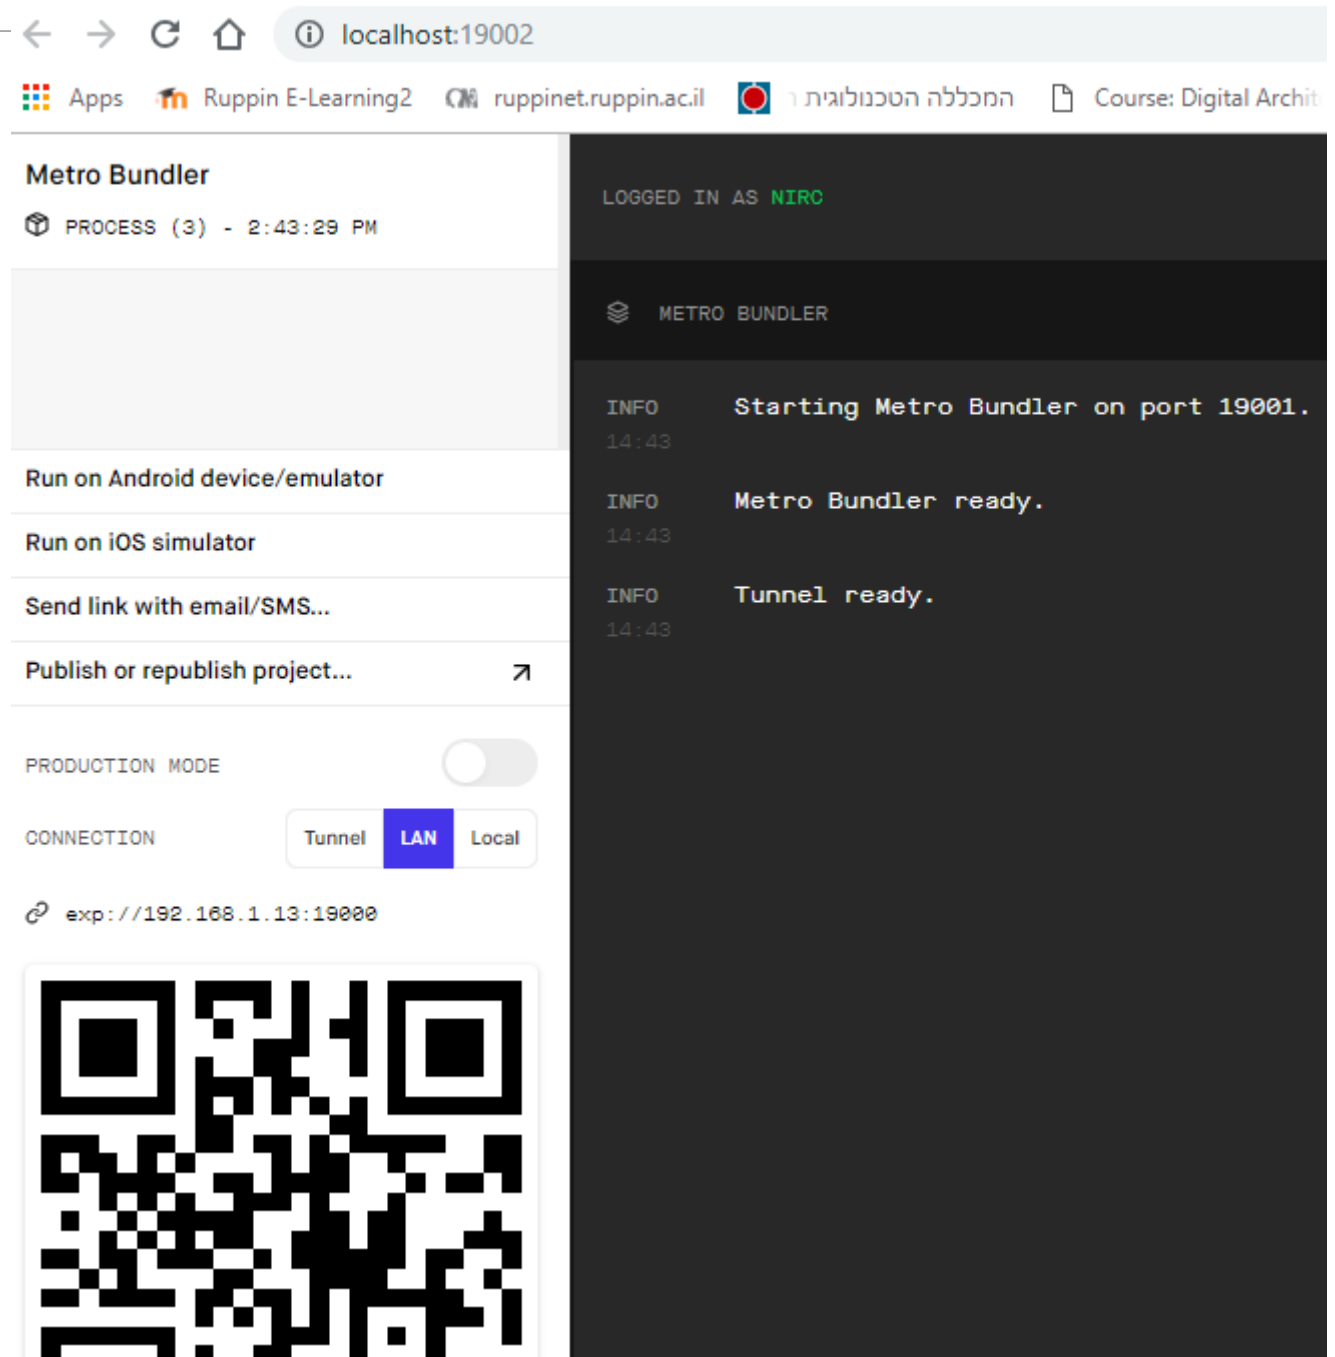 localhost:19002
Apps Ruppin E-Learning2 ruppinet.ruppin.ac.il המכללה הטכנולוגית Course: Digital Archit
Metro Bundler
PROCESS (3) - 2:43:29 PM
Run on Android device/emulator
Run on iOS simulator
Send link with email/SMS...
Publish or republish project...
PRODUCTION MODE
CONNECTION Tunnel LAN Local
exp://192.168.1.13:19000
LOGGED IN AS NIRC
METRO BUNDLER
INFO Starting Metro Bundler on port 19001.
14:43
INFO Metro Bundler ready.
14:43
INFO Tunnel ready.
14:43